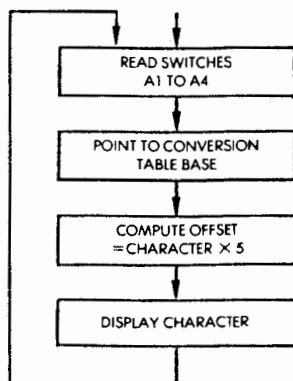 READ SWITCHES
A1 TO A4
POINT TO CONVERSION
TABLE BASE
COMPUTE OFFSET
=CHARACTER × 5
DISPLAY CHARACTER